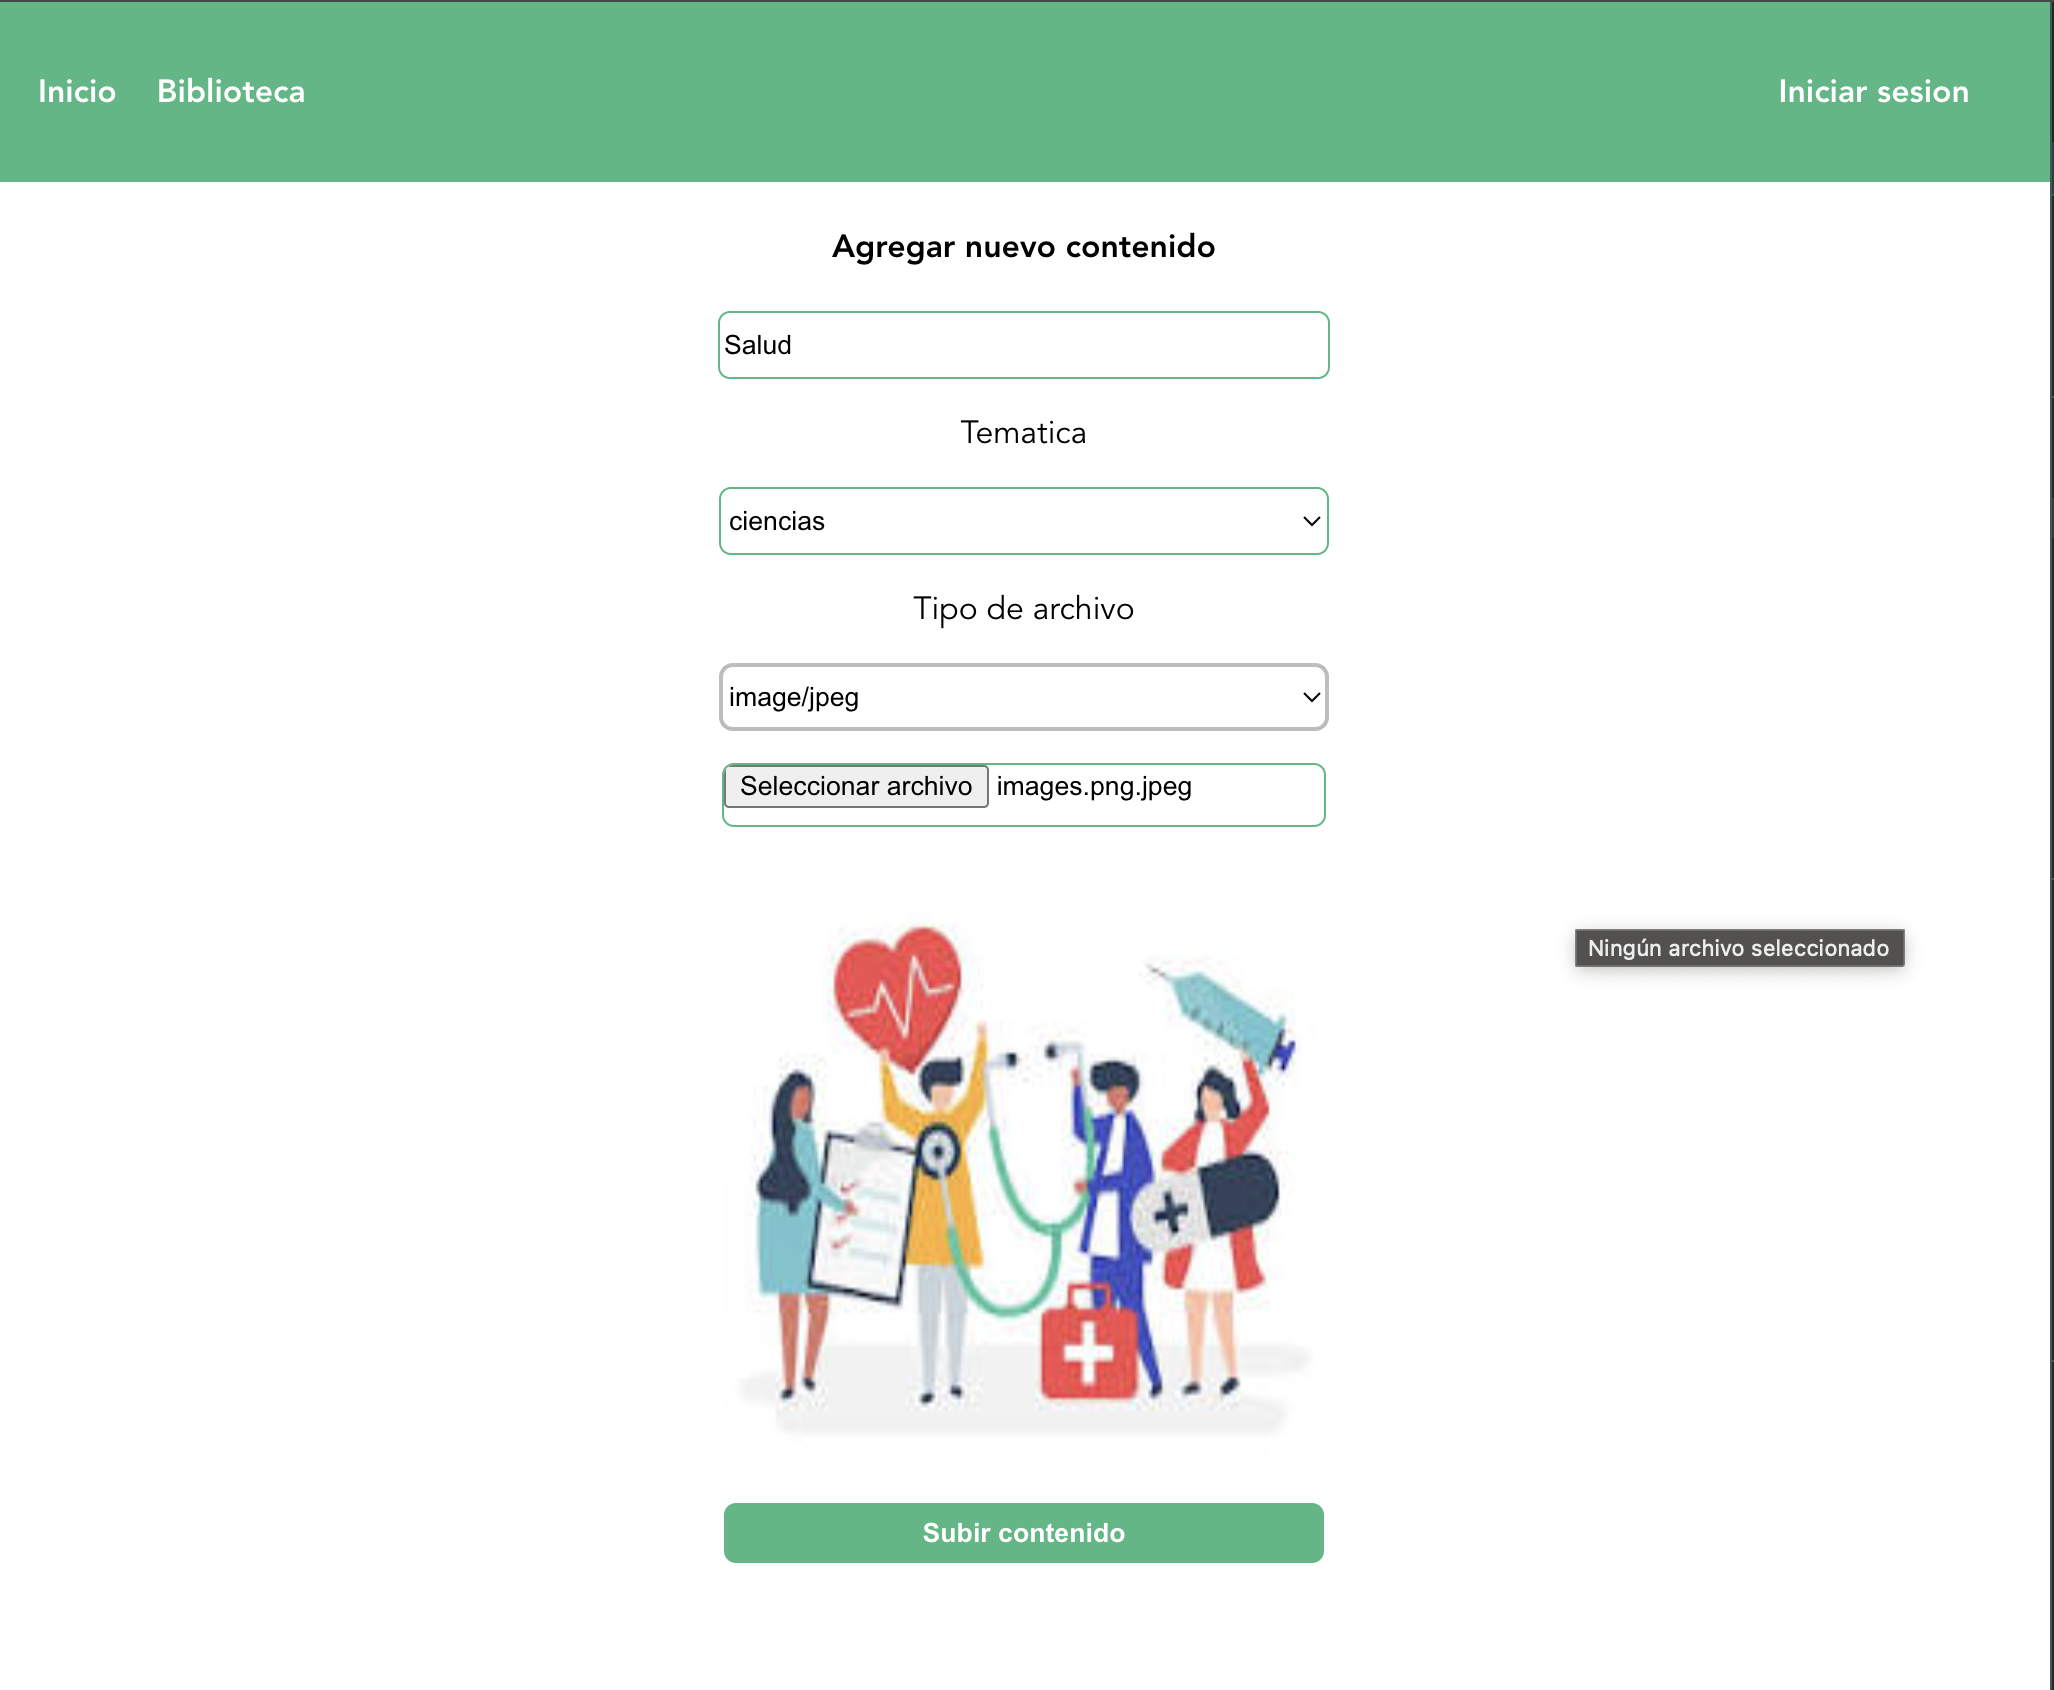 Inicio Biblioteca Iniciar sesion
Agregar nuevo contenido
Salud
Tematica
ciencias
Tipo de archivo
image/jpeg
Seleccionar archivo images.png.jpeg
Ningún archivo seleccionado
Subir contenido